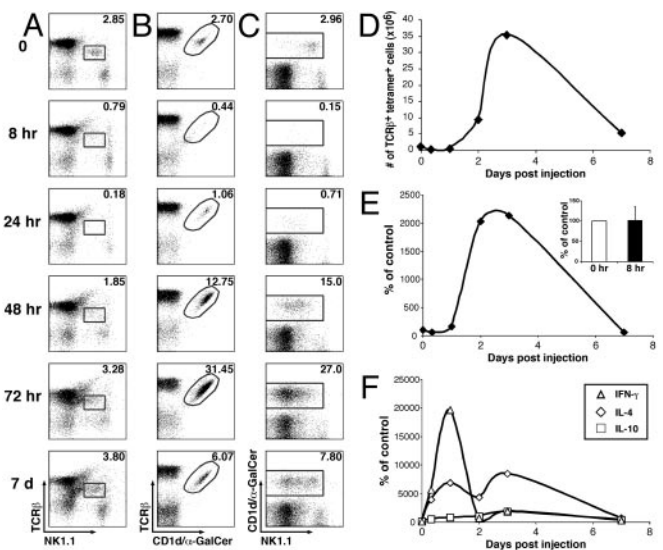 A B C
0 2.85 2.70 2.96
8 hr 0.79 0.44 0.15
24 hr 0.18 1.06 0.71
48 hr 1.85 12.75 15.0
72 hr 3.28 31.45 27.0
7 d 3.80 6.07 7.80
TCRβ TCRβ CD1d/α-GalCer
NK1.1 CD1d/α-GalCer NK1.1
D
# of TCRβ+ tetramer+ cells (x10⁶)
40
35
30
25
20
15
10
5
0
0 2 4 6 8
Days post injection
E
% of control
2500
2000
1500
1000
500
0
0 2 4 6 8
Days post injection
% of control
150
100
50
0
0 hr 8 hr
F
% of control
25000
20000
15000
10000
5000
0
0 2 4 6 8
Days post injection
IFN-γ
IL-4
IL-10